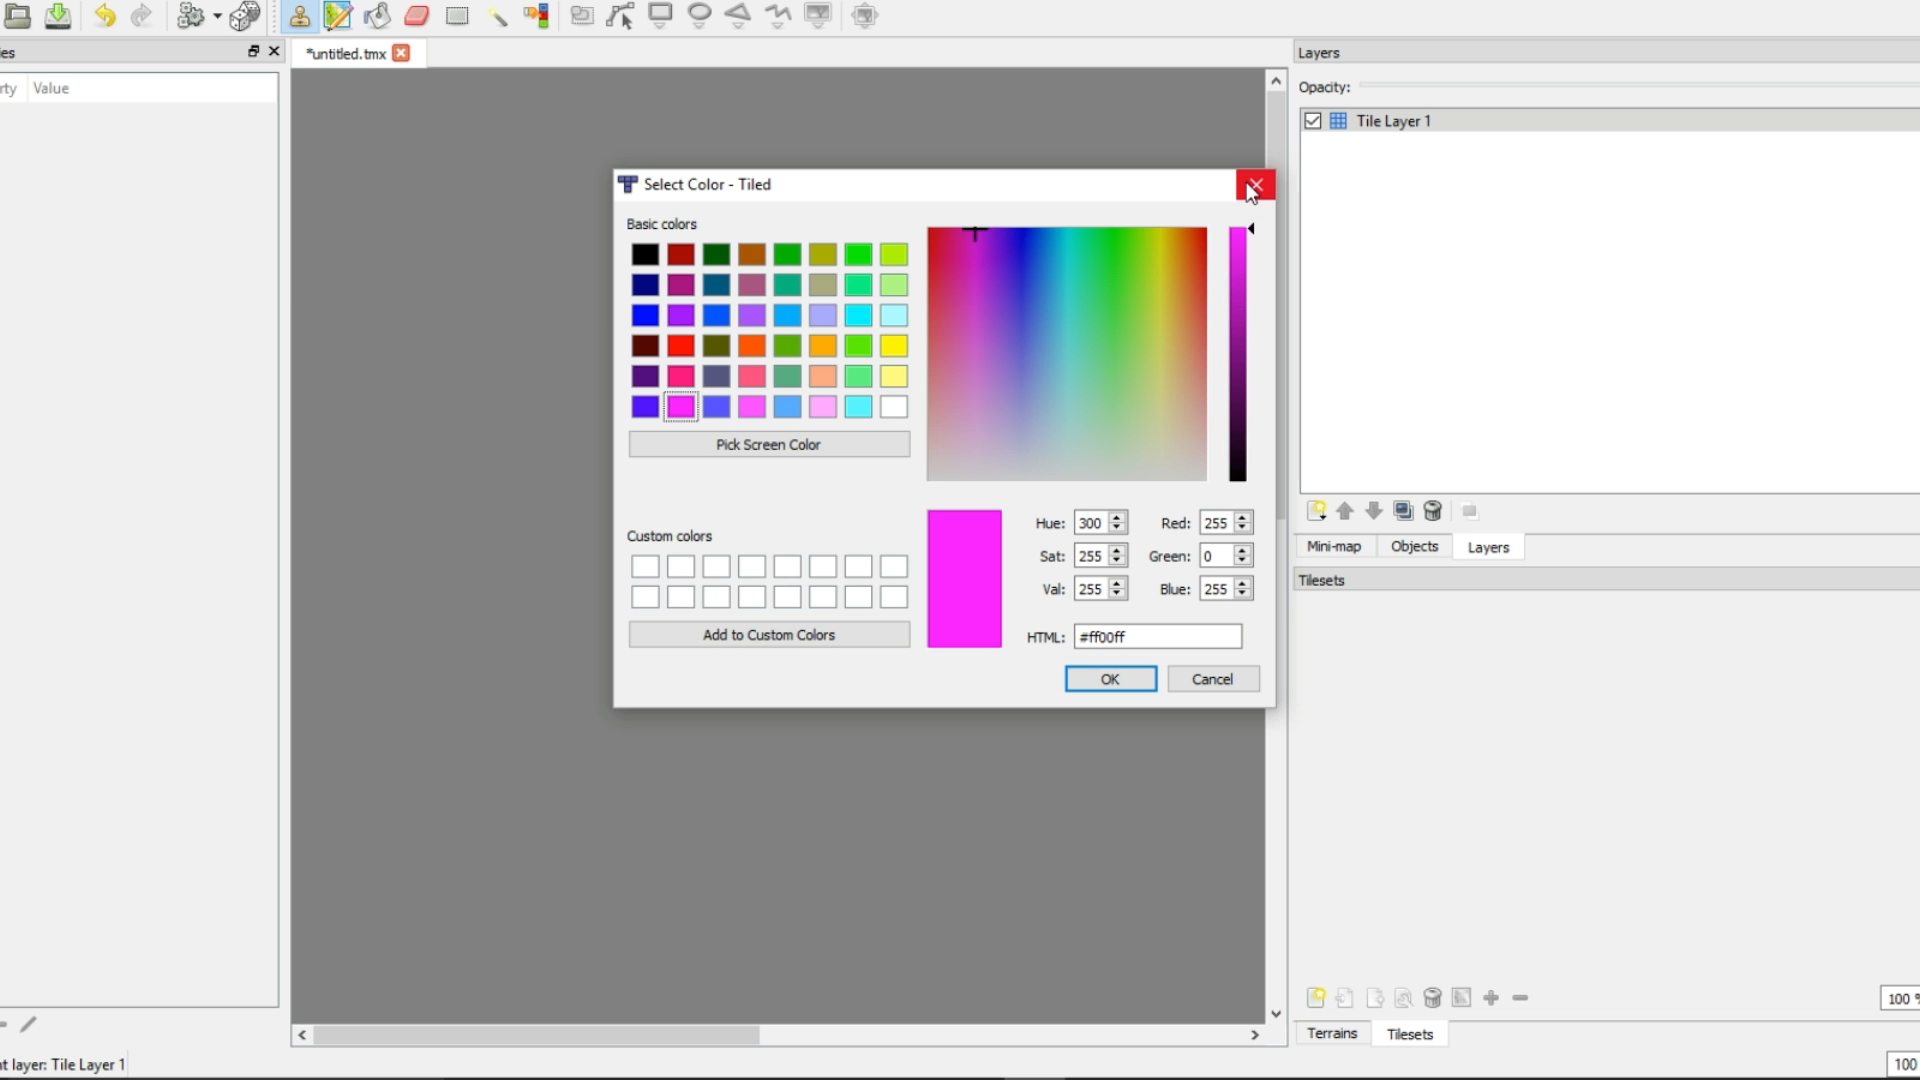 ies
*untitled.tmx
Layers
rty Value
Opacity:
Tile Layer 1
Select Color - Tiled
Basic colors
Pick Screen Color
Custom colors
Add to Custom Colors
Hue: 300 Red: 255
Sat: 255 Green: 0
Val: 255 Blue: 255
HTML: #ff00ff
OK Cancel
Mini-map Objects Layers
Tilesets
100 %
Terrains Tilesets
nt layer: Tile Layer 1
100